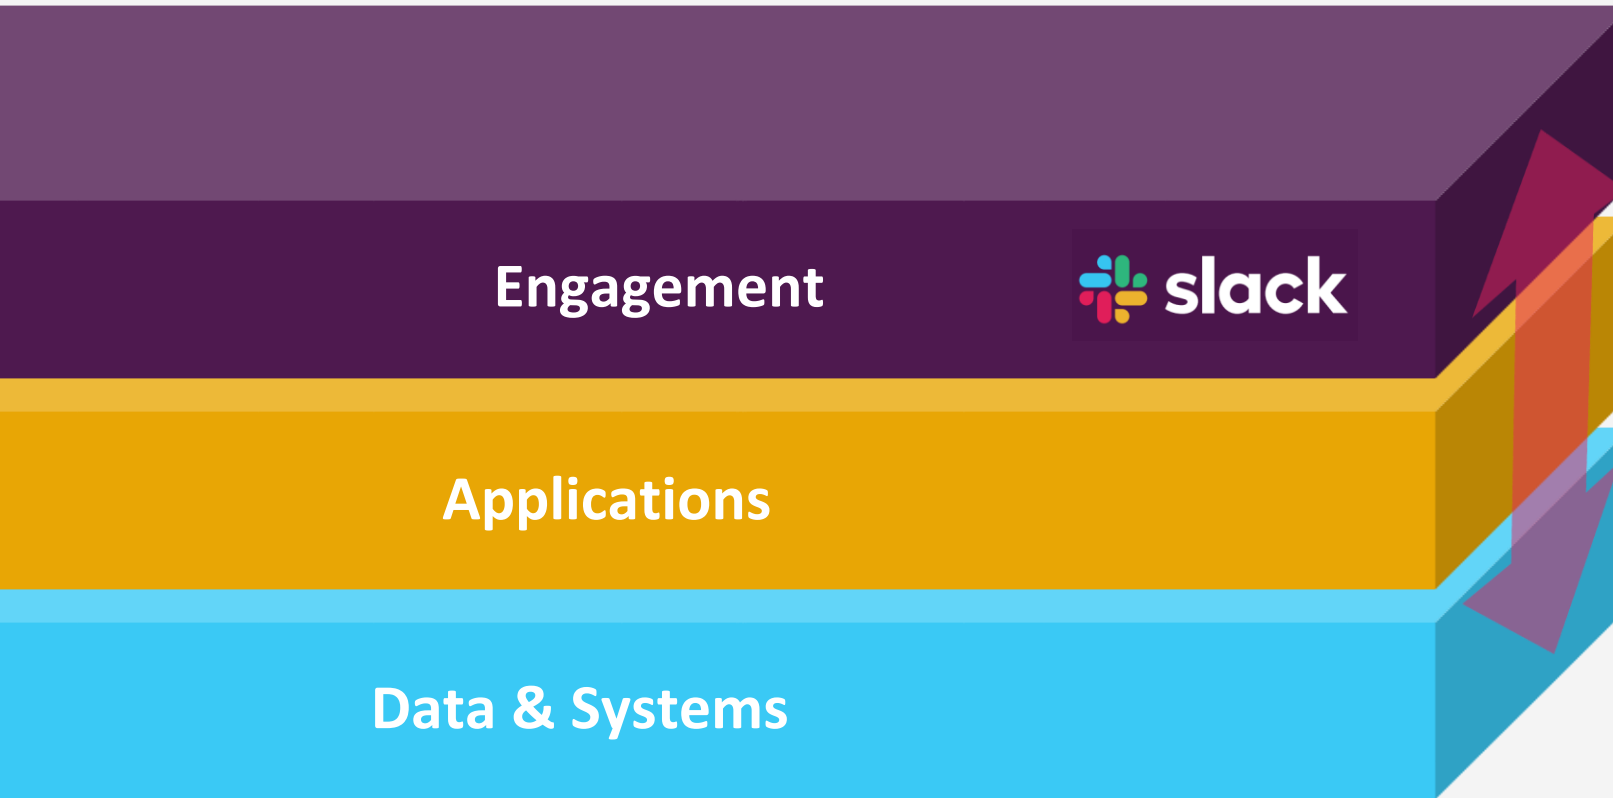 Engagement
slack
Applications
Data & Systems